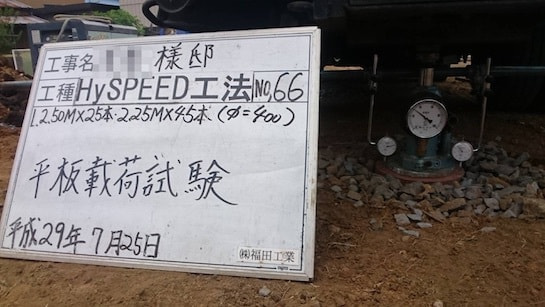 工事名 様邸
工種 HySPEED工法 NO,66
L,2,50M×25本・2,25M×45本、(Φ=400)
平板載荷試験
平成29年7月25日
㈱福田工業